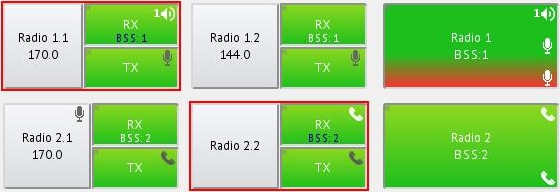 Radio 1.1
170.0
1
RX
BSS: 1
TX
Radio 1.2
144.0
RX
BSS:1
TX
1
Radio 1
BSS:1
Radio 2.1
170.0
RX
BSS:2
TX
Radio 2.2
RX
BSS:2
TX
Radio 2
BSS:2